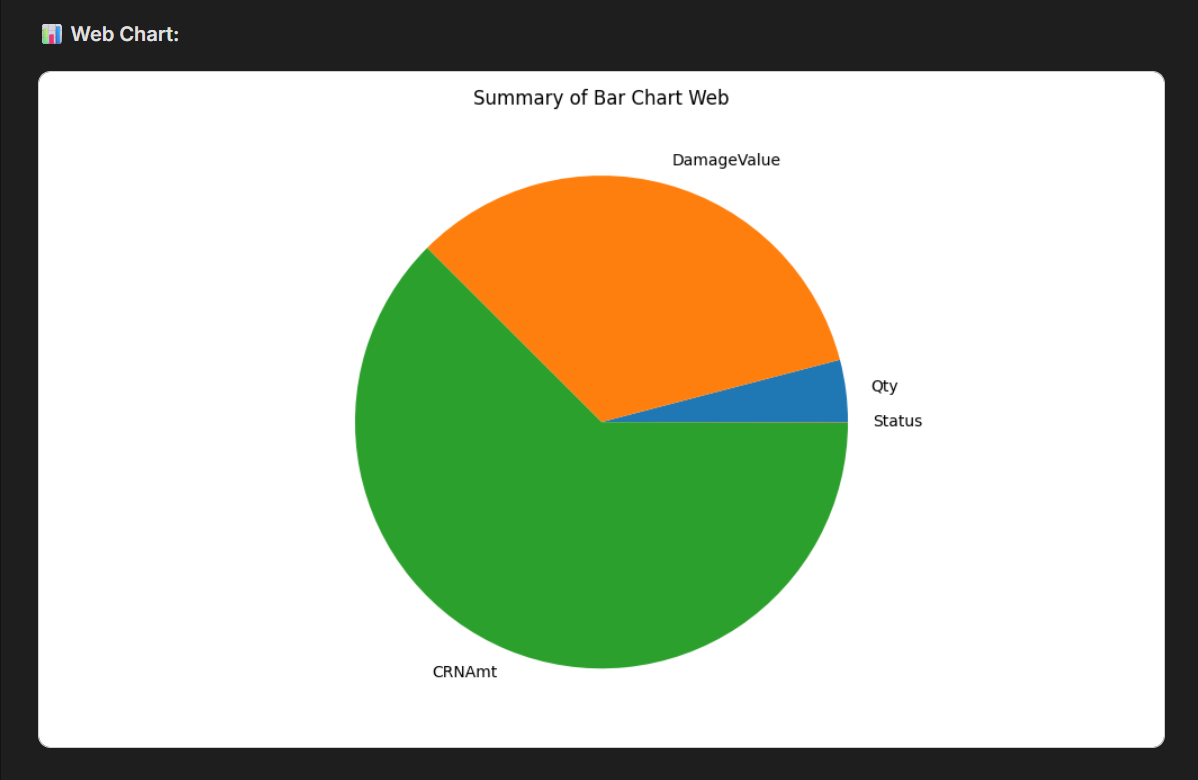 Web Chart:
Summary of Bar Chart Web
DamageValue
Qty
Status
CRNAmt